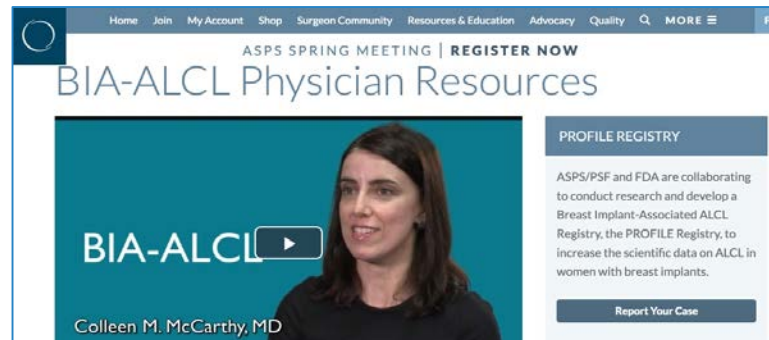 Home Join My Account Shop Surgeon Community Resources & Education Advocacy Quality MORE
ASPS SPRING MEETING | REGISTER NOW
BIA-ALCL Physician Resources
BIA-ALCL
Colleen M. McCarthy, MD
PROFILE REGISTRY
ASPS/PSF and FDA are collaborating
to conduct research and develop a
Breast Implant-Associated ALCL
Registry, the PROFILE Registry, to
increase the scientific data on ALCL in
women with breast implants.
Report Your Case